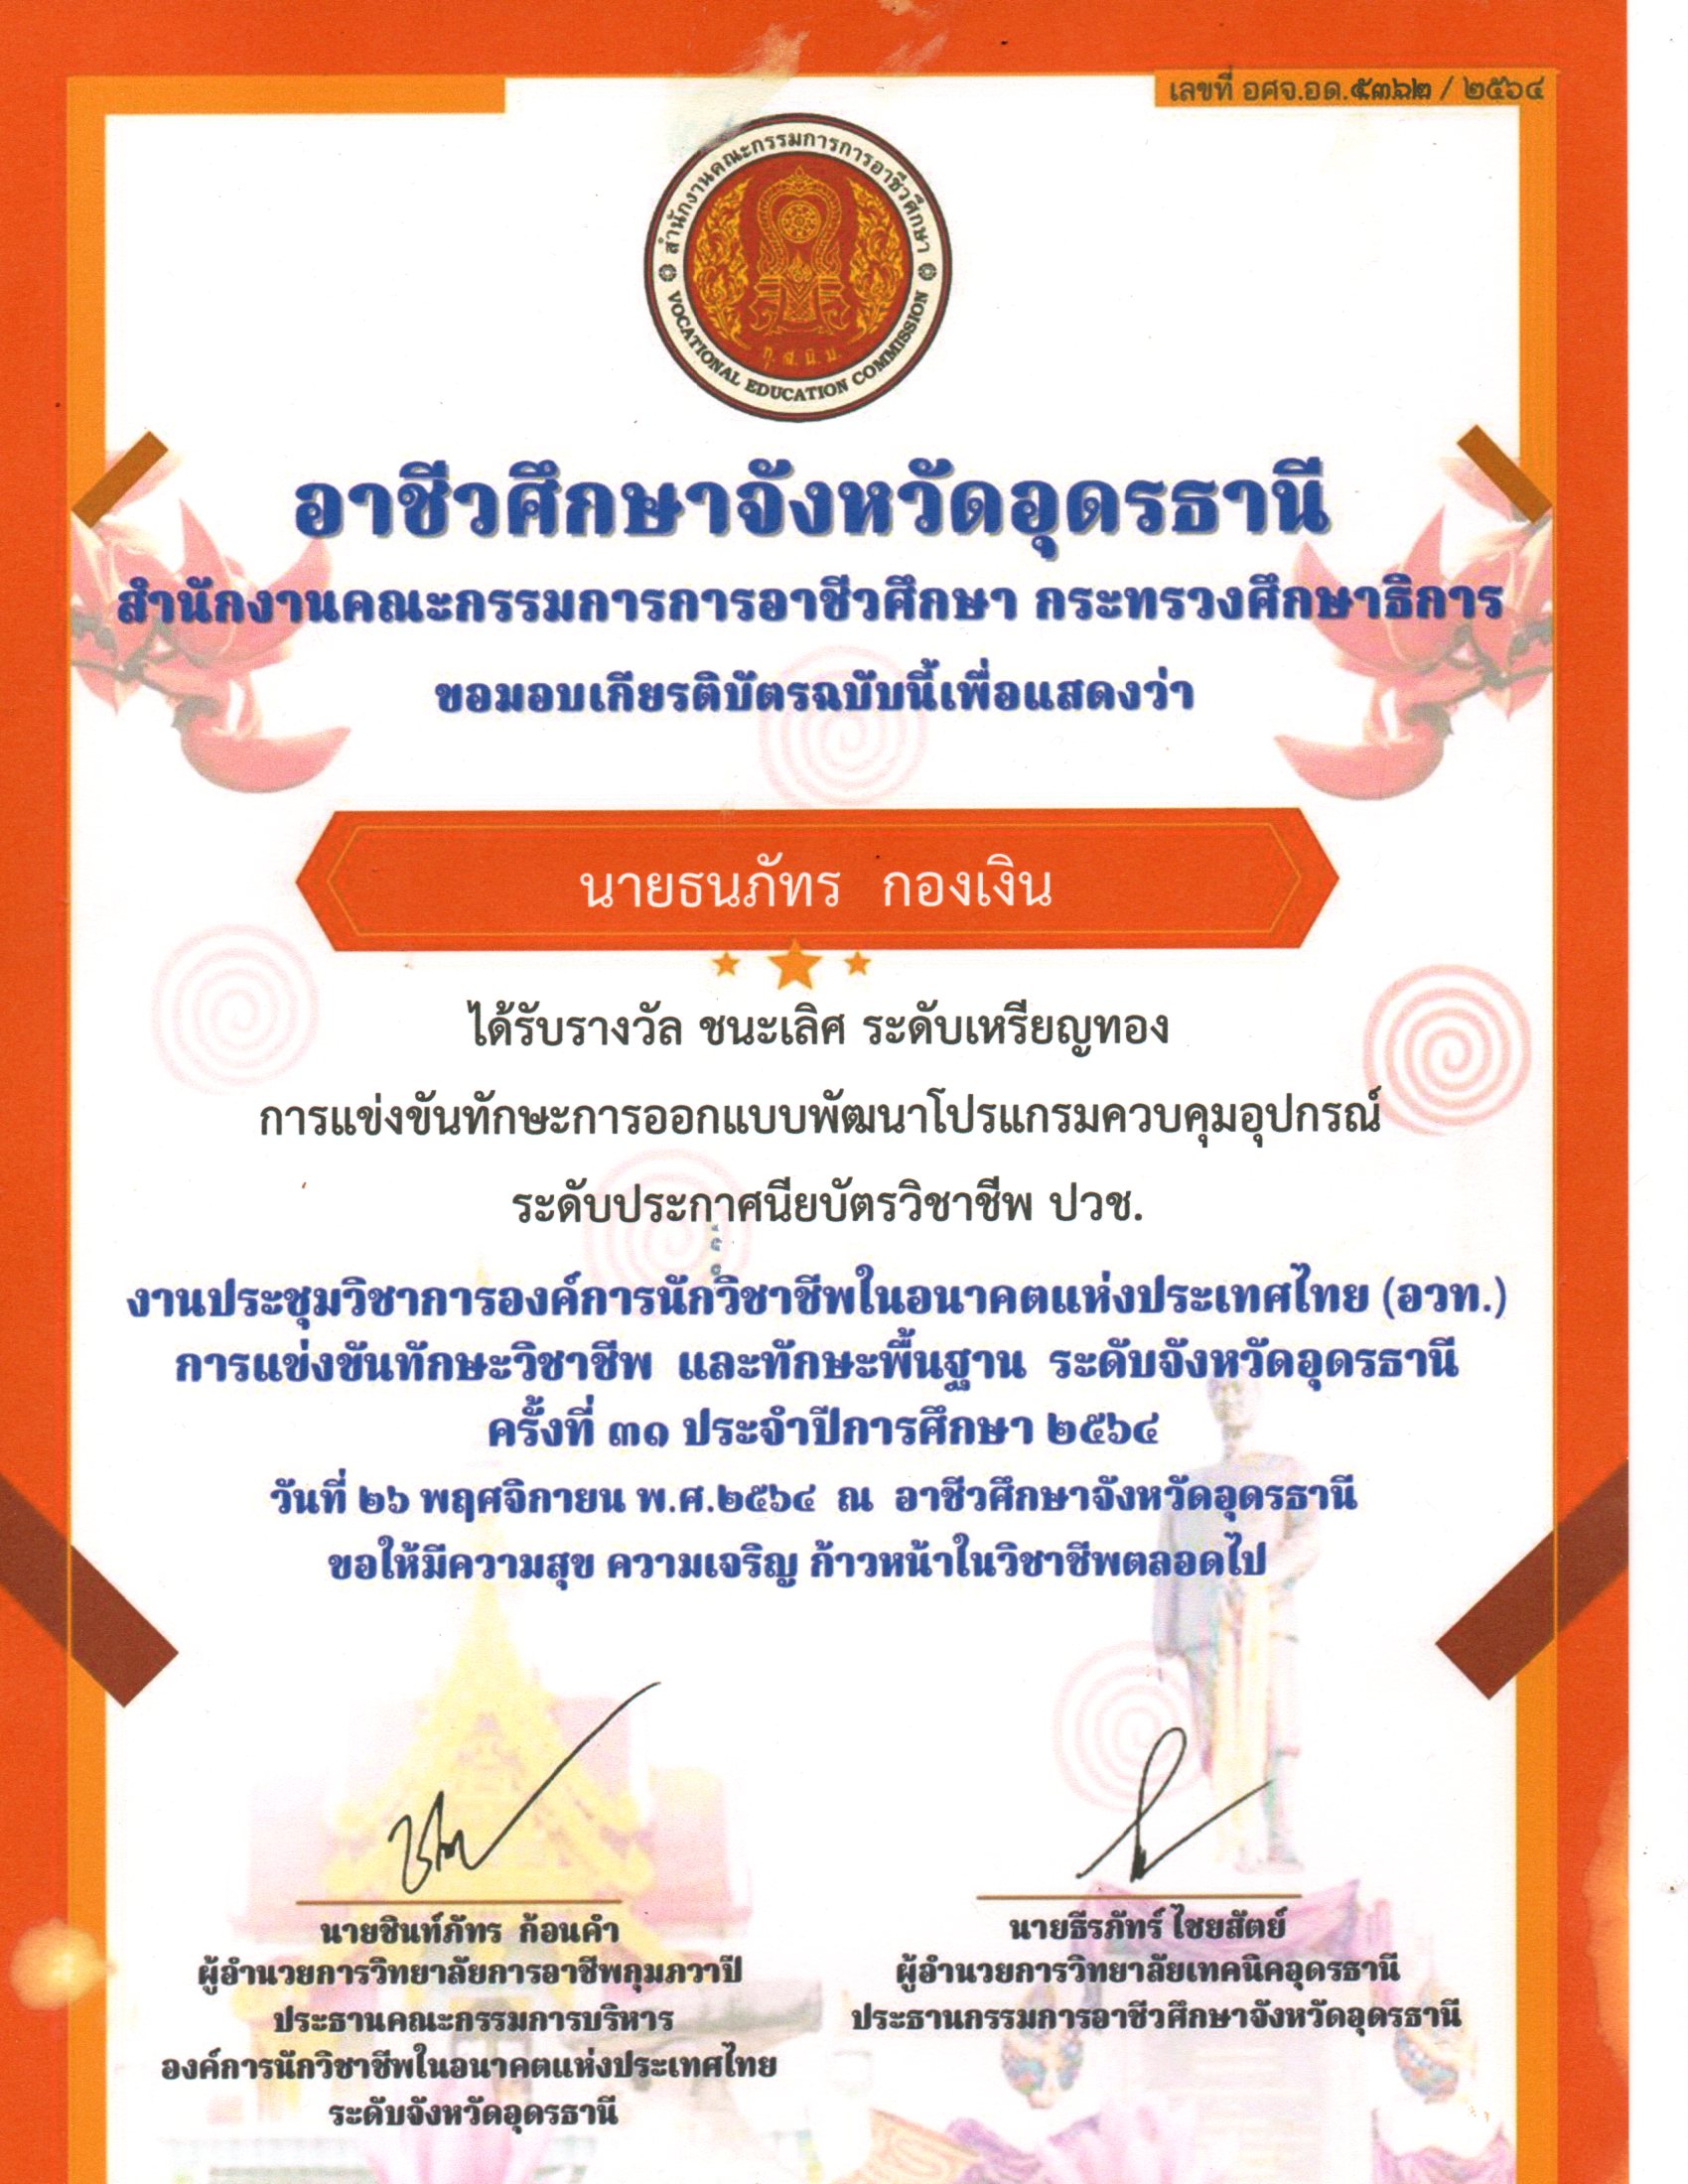 เลขที่ อศจ.อด.๕๓๖๒ / ๒๕๖๔
สำนักงานคณะกรรมการการอาชีวศึกษา
VOCATIONAL EDUCATION COMMISSION
ทุ. ส. นิ. ม.
อาชีวศึกษาจังหวัดอุดรธานี
สำนักงานคณะกรรมการการอาชีวศึกษา กระทรวงศึกษาธิการ
ขอมอบเกียรติบัตรฉบับนี้เพื่อแสดงว่า
นายธนภัทร กองเงิน
ได้รับรางวัล ชนะเลิศ ระดับเหรียญทอง
การแข่งขันทักษะการออกแบบพัฒนาโปรแกรมควบคุมอุปกรณ์
ระดับประกาศนียบัตรวิชาชีพ ปวช.
งานประชุมวิชาการองค์การนักวิชาชีพในอนาคตแห่งประเทศไทย (อวท.)
การแข่งขันทักษะวิชาชีพ และทักษะพื้นฐาน ระดับจังหวัดอุดรธานี
ครั้งที่ ๓๑ ประจำปีการศึกษา ๒๕๖๔
วันที่ ๒๖ พฤศจิกายน พ.ศ.๒๕๖๔ ณ อาชีวศึกษาจังหวัดอุดรธานี
ขอให้มีความสุข ความเจริญ ก้าวหน้าในวิชาชีพตลอดไป
นายชินท์ภัทร ก้อนคำ
ผู้อำนวยการวิทยาลัยการอาชีพกุมภวาปี
ประธานคณะกรรมการบริหาร
องค์การนักวิชาชีพในอนาคตแห่งประเทศไทย
ระดับจังหวัดอุดรธานี
นายธีรภัทร์ ไชยสัตย์
ผู้อำนวยการวิทยาลัยเทคนิคอุดรธานี
ประธานกรรมการอาชีวศึกษาจังหวัดอุดรธานี